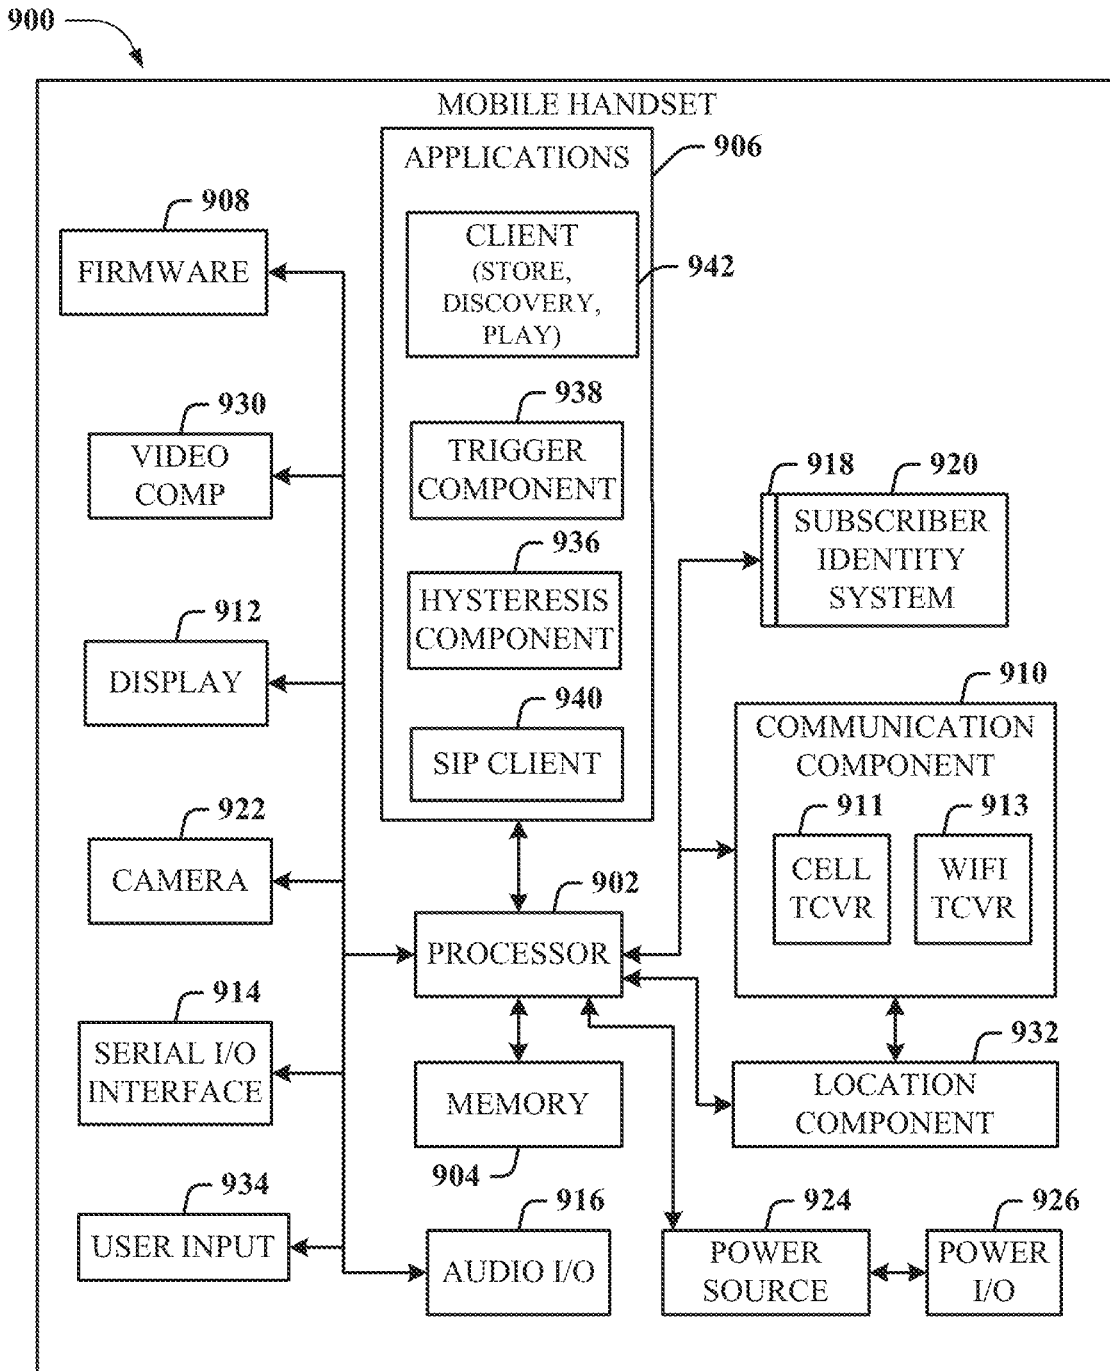 900
MOBILE HANDSET
APPLICATIONS
906
CLIENT
(STORE,
DISCOVERY,
PLAY)
942
908
FIRMWARE
938
TRIGGER
COMPONENT
930
VIDEO
COMP
918
920
SUBSCRIBER
IDENTITY
SYSTEM
936
HYSTERESIS
COMPONENT
912
DISPLAY
940
SIP CLIENT
910
COMMUNICATION
COMPONENT
911
CELL
TCVR
913
WIFI
TCVR
922
CAMERA
902
PROCESSOR
914
SERIAL I/O
INTERFACE
MEMORY
904
932
LOCATION
COMPONENT
934
USER INPUT
916
AUDIO I/O
924
POWER
SOURCE
926
POWER
I/O